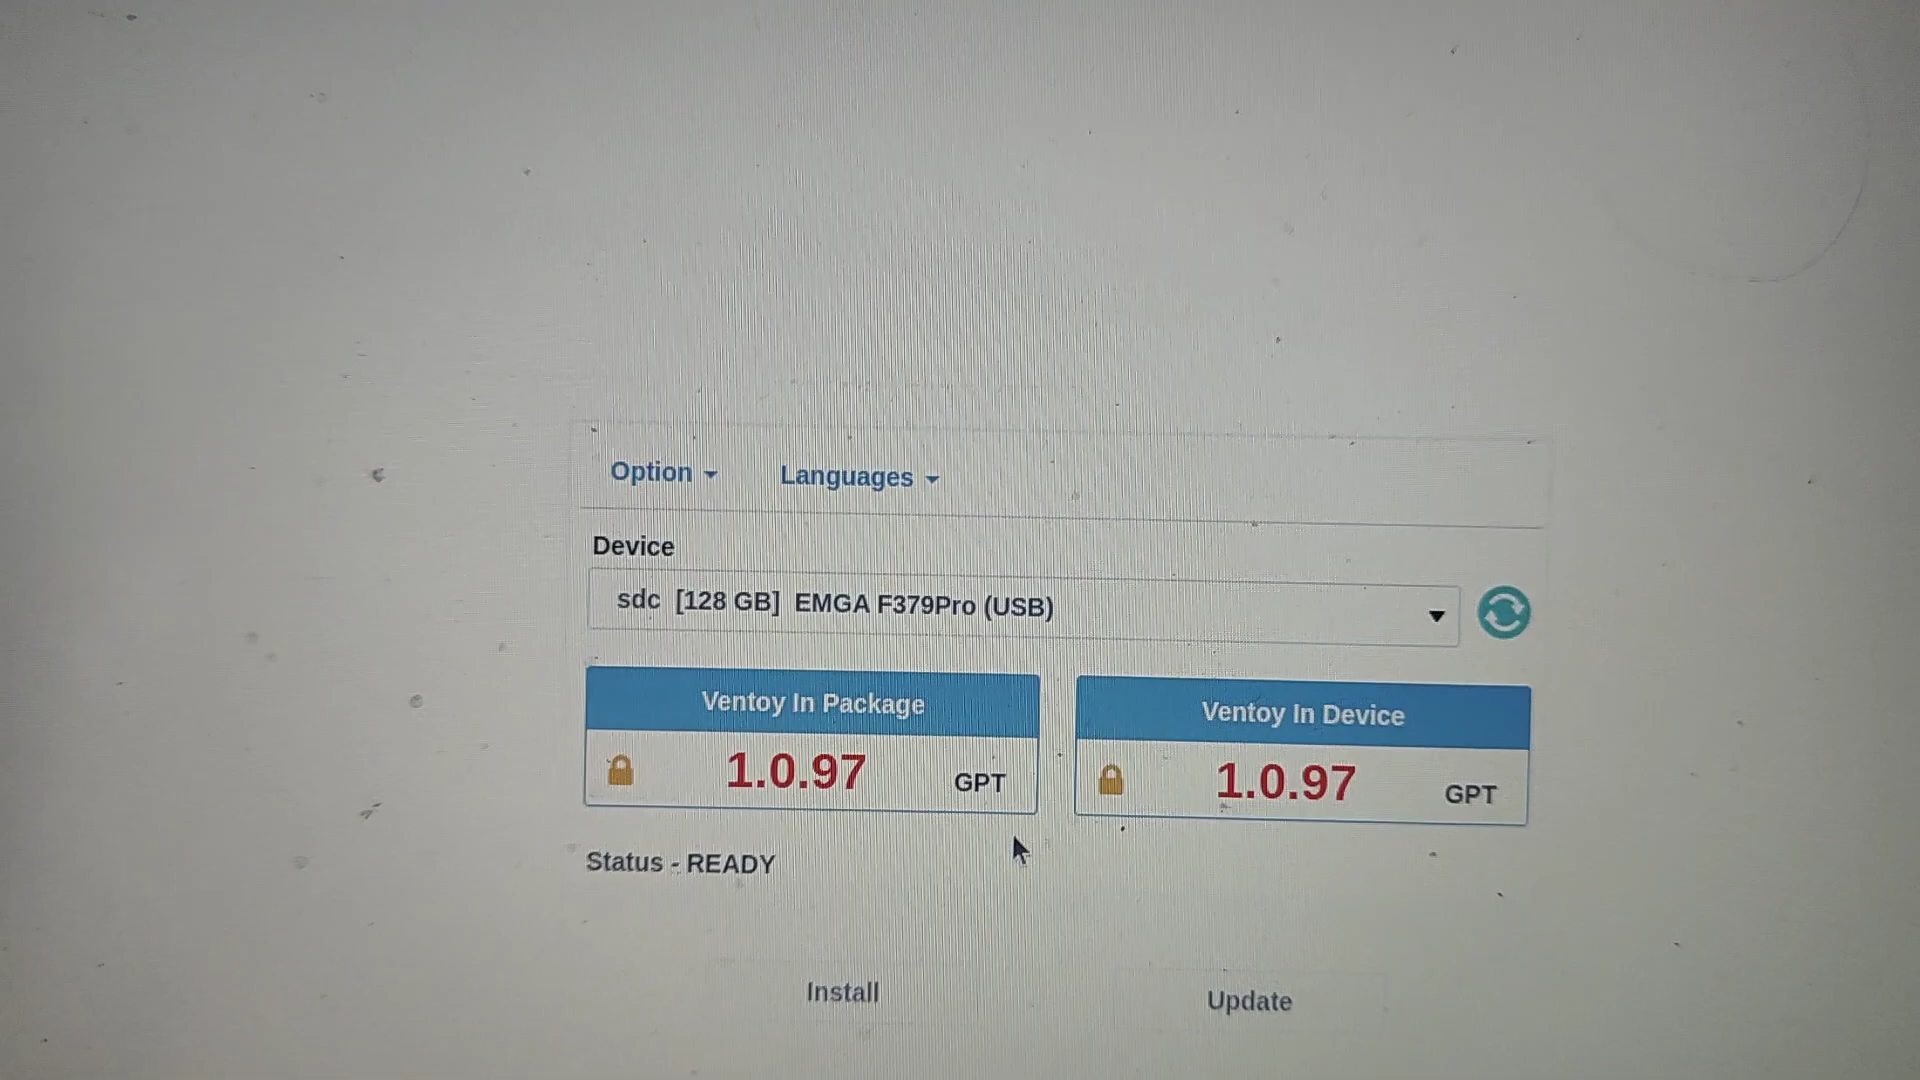 Option Languages
Device
sdc [128 GB] EMGA F379Pro (USB)
Ventoy In Package
1.0.97 GPT
Ventoy In Device
1.0.97 GPT
Status - READY
Install Update